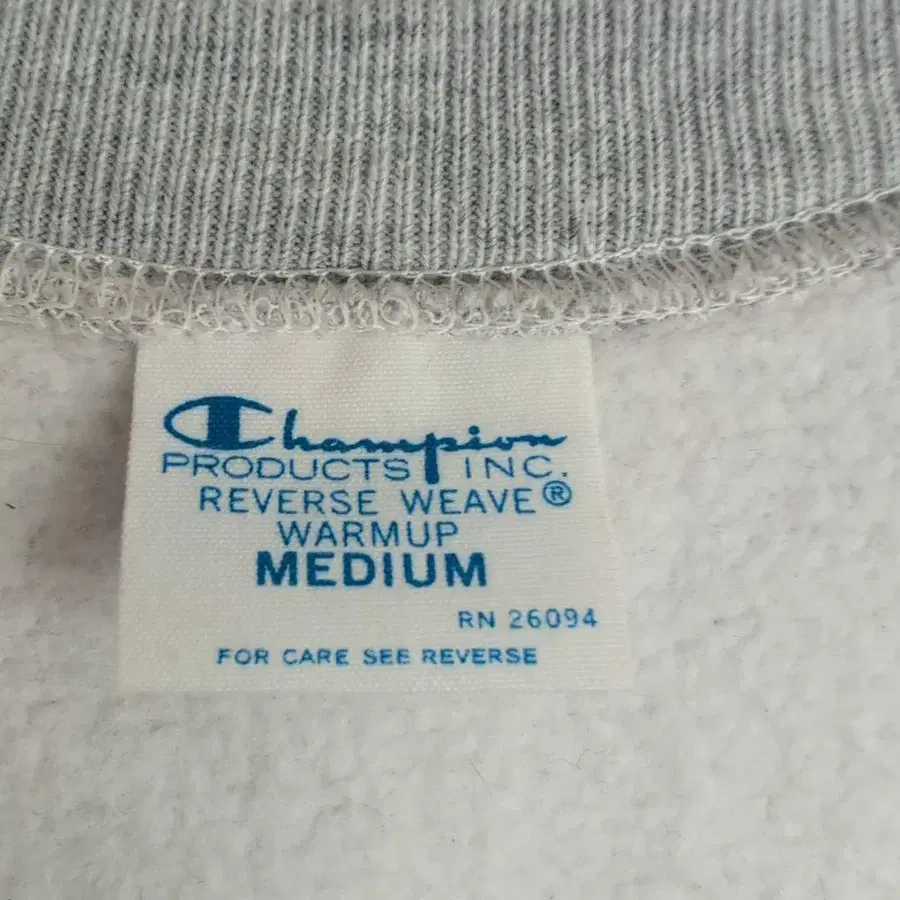 Champion
PRODUCTS INC.
REVERSE WEAVE®
WARMUP
MEDIUM
RN 26094
FOR CARE SEE REVERSE